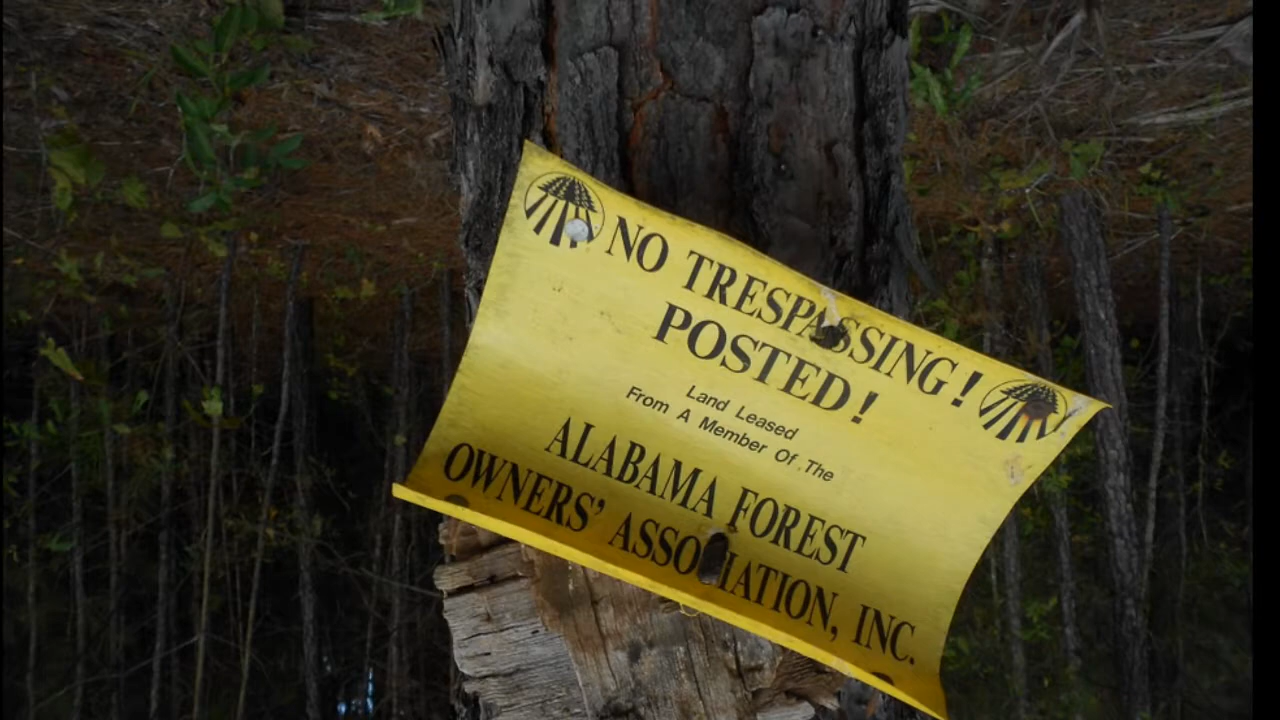 NO TRESPASSING!
POSTED!
Land Leased
From A Member Of The
ALABAMA FOREST
OWNERS' ASSOCIATION, INC.